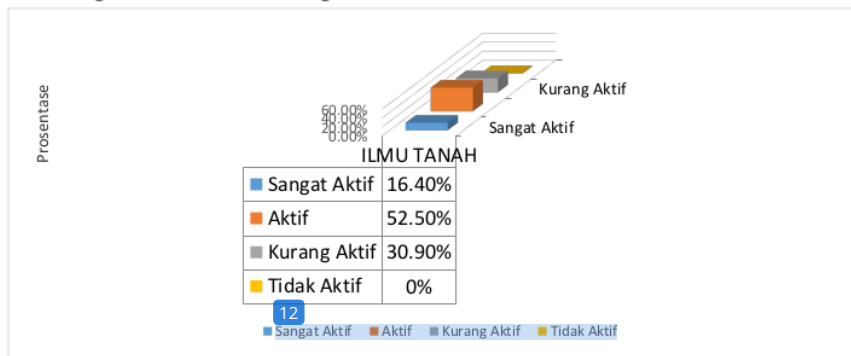 Prosentase
60.00%
40.00%
20.00%
0.00%
Kurang Aktif
Sangat Aktif
ILMU TANAH
Sangat Aktif 16.40%
Aktif 52.50%
Kurang Aktif 30.90%
Tidak Aktif 0%
12
Sangat Aktif Aktif Kurang Aktif Tidak Aktif